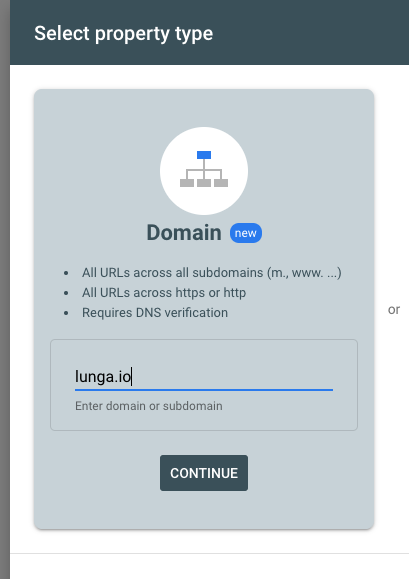 Select property type
Domain new
• All URLs across all subdomains (m., www. ...)
• All URLs across https or http
• Requires DNS verification
or
lunga.io
Enter domain or subdomain
CONTINUE